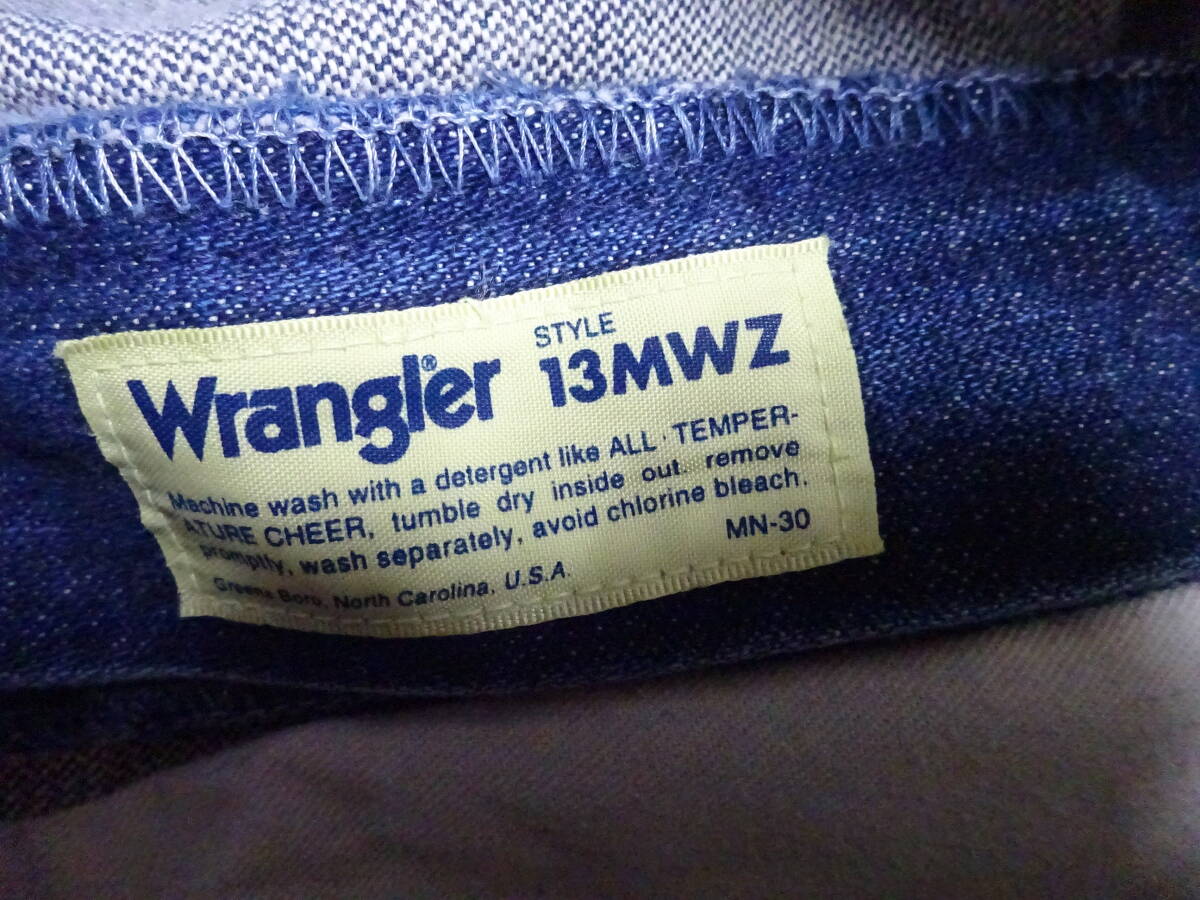 Wrangler®
STYLE
13MWZ
Machine wash with a detergent like ALL · TEMPER-
ATURE CHEER, tumble dry inside out, remove
promptly, wash separately, avoid chlorine bleach.
MN-30
Greens Boro, North Carolina, U.S.A.